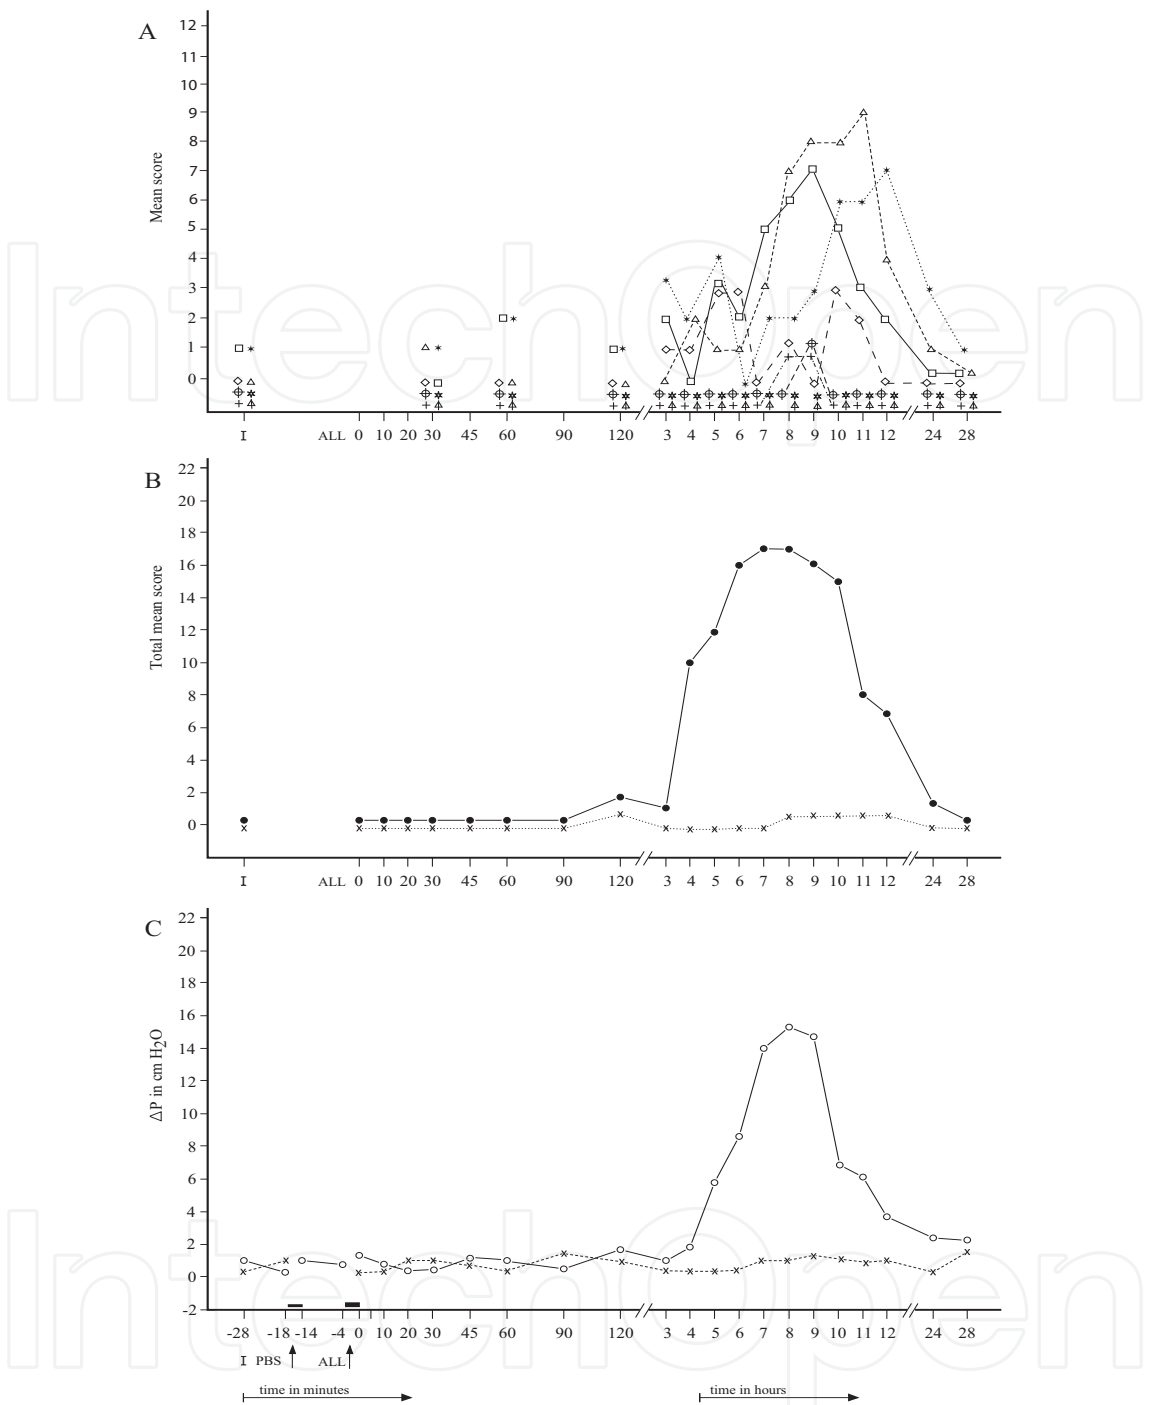 A
12
11
10
9
8
7
6
5
4
3
2
1
0
Mean score
I ALL 0 10 20 30 45 60 90 120 3 4 5 6 7 8 9 10 11 12 24 28
B
22
20
18
16
14
12
10
8
6
4
2
0
Total mean score
I ALL 0 10 20 30 45 60 90 120 3 4 5 6 7 8 9 10 11 12 24 28
C
22
20
18
16
14
12
10
8
6
4
2
0
-2
ΔP in cm H2O
-28 -18 -14 -4 0 10 20 30 45 60 90 120 3 4 5 6 7 8 9 10 11 12 24 28
I PBS ALL
time in minutes time in hours
IntechOpen
IntechOpen